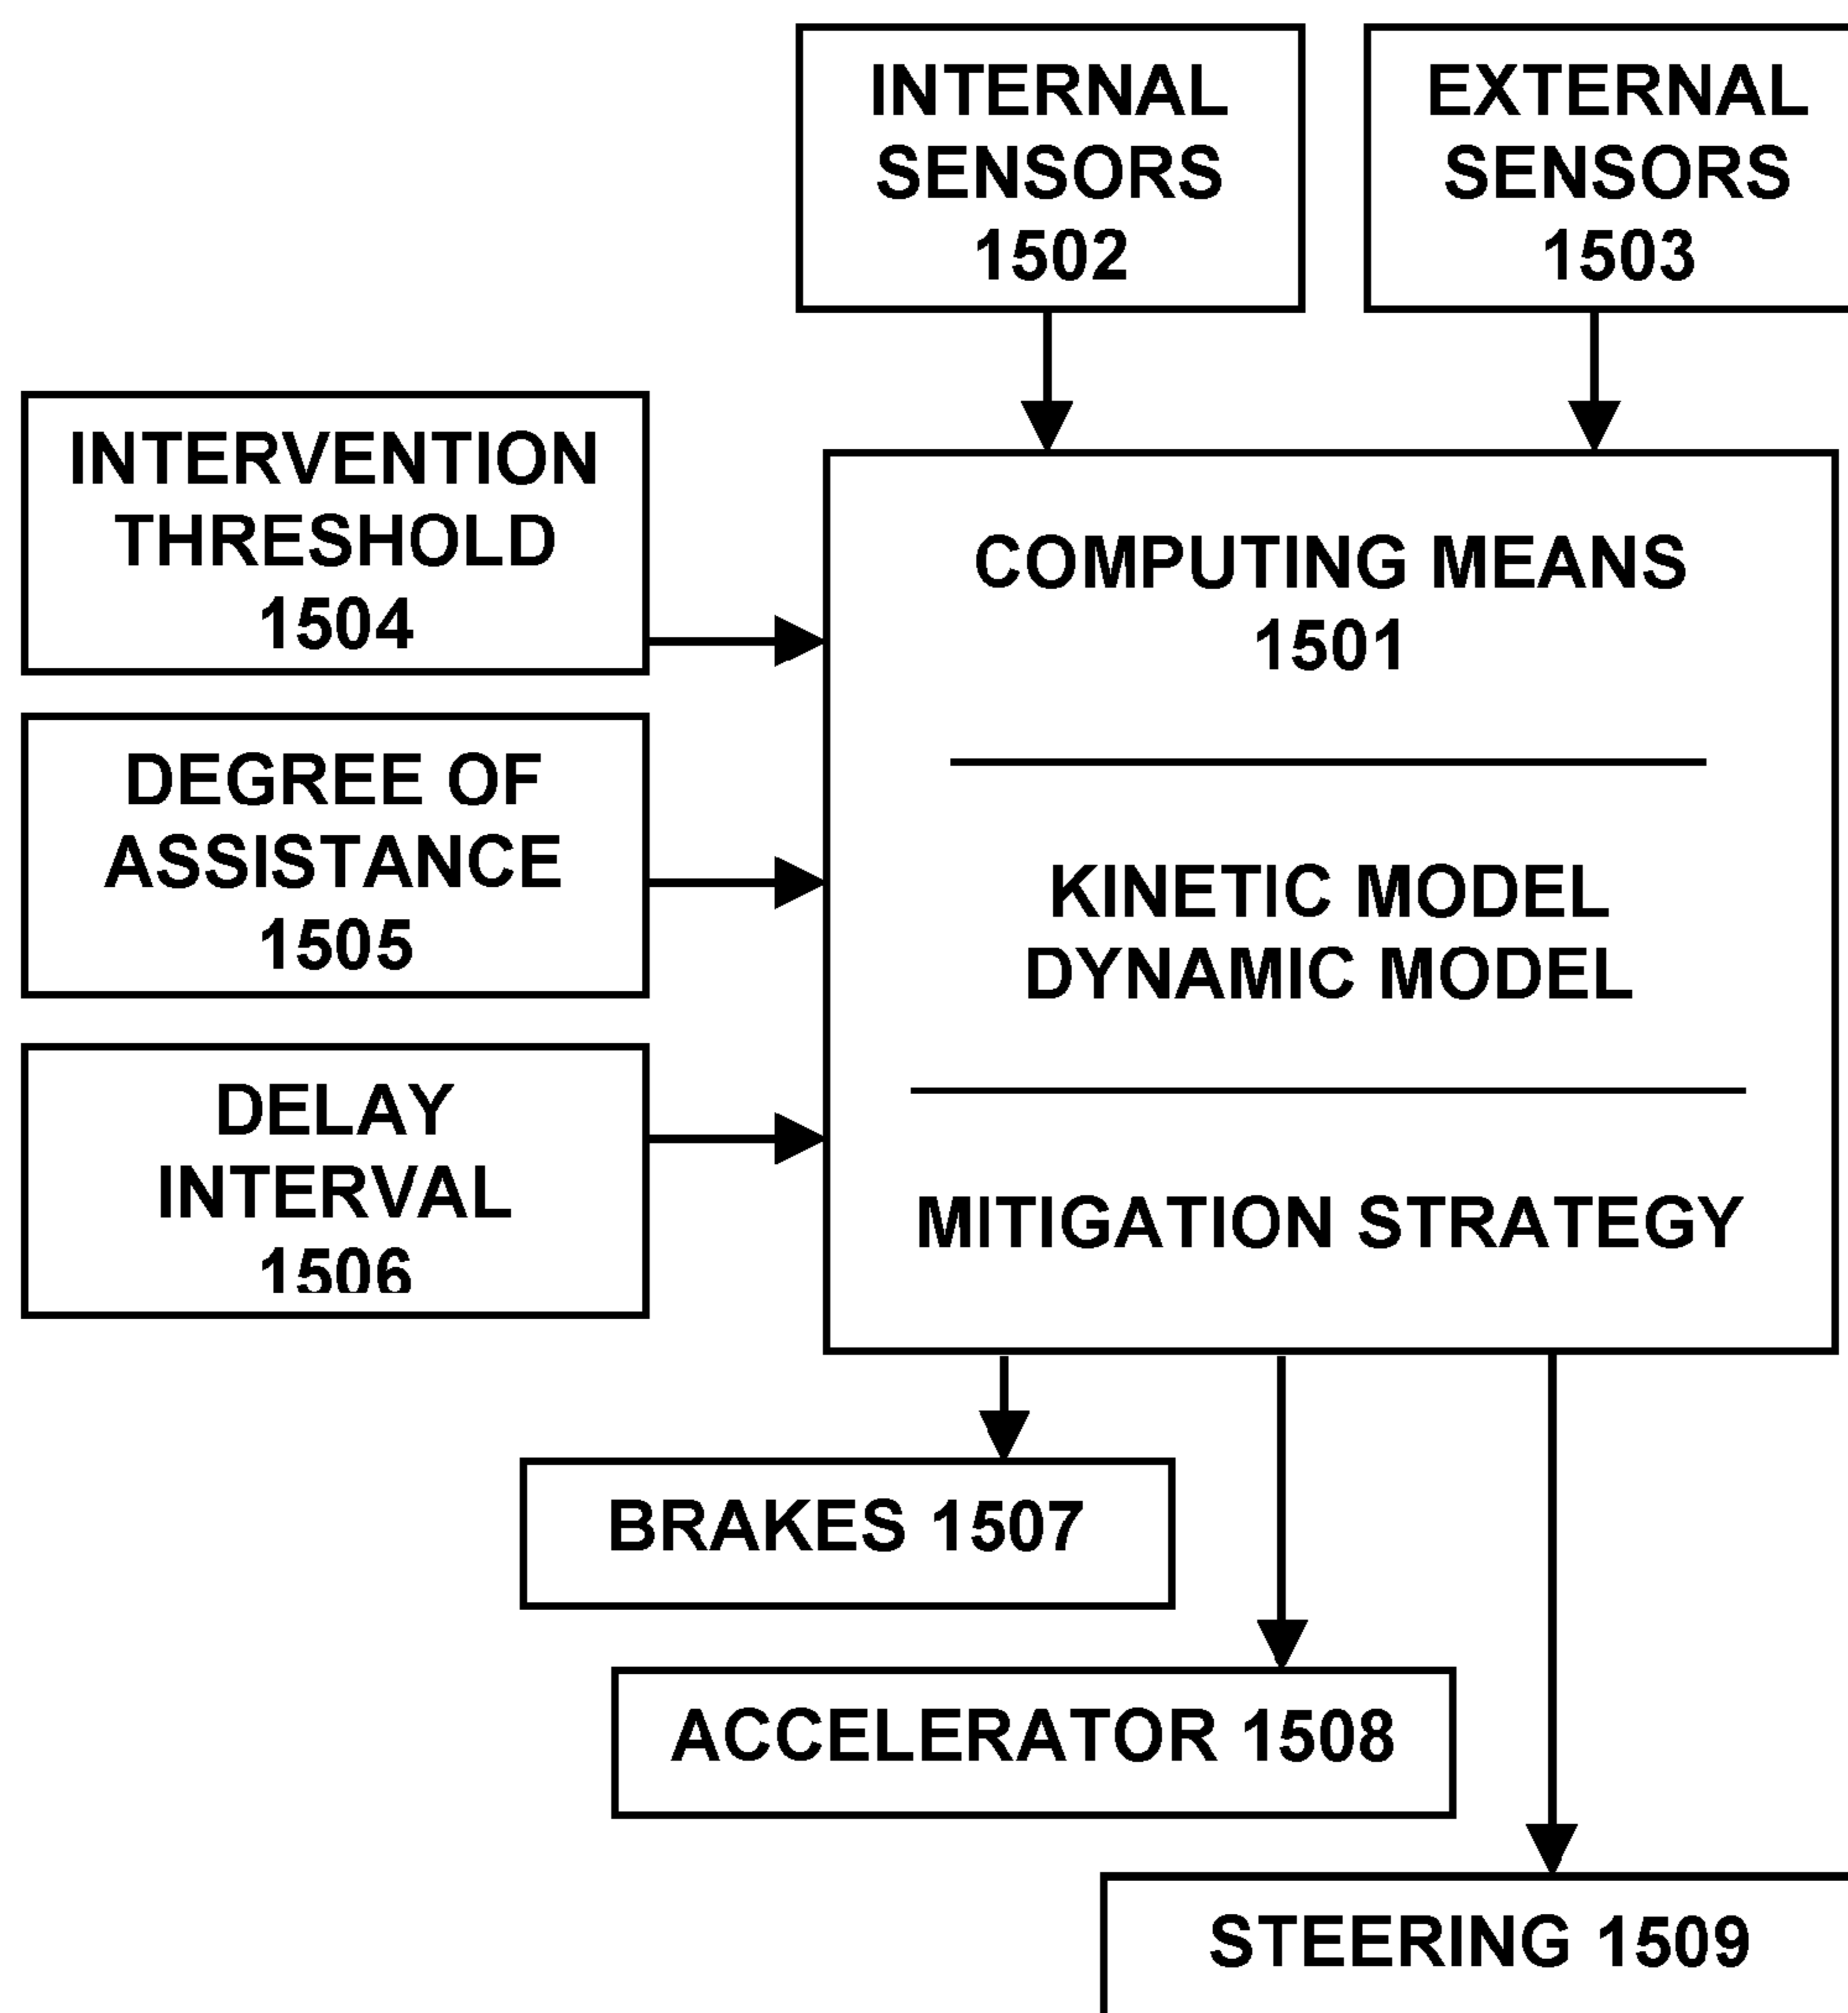 INTERNAL
SENSORS
1502
EXTERNAL
SENSORS
1503
INTERVENTION
THRESHOLD
1504
DEGREE OF
ASSISTANCE
1505
DELAY
INTERVAL
1506
COMPUTING MEANS
1501
KINETIC MODEL
DYNAMIC MODEL
MITIGATION STRATEGY
BRAKES 1507
ACCELERATOR 1508
STEERING 1509